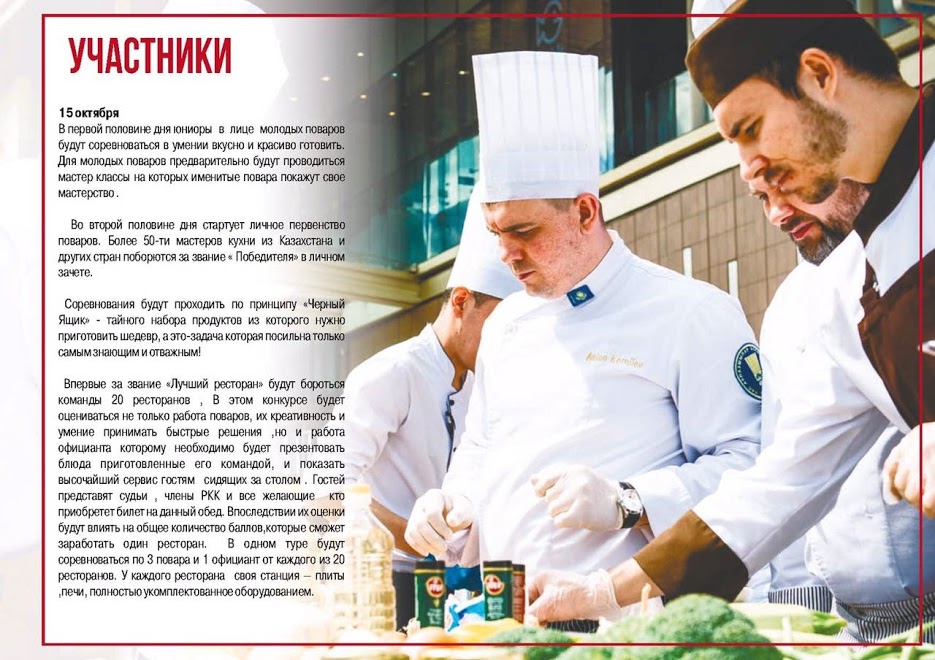 УЧАСТНИКИ
15 октября
В первой половине дня юниоры в лице молодых поваров
будут соревноваться в умении вкусно и красиво готовить.
Для молодых поваров предварительно будут проводиться
мастер классы на которых именитые повара покажут свое
мастерство .
Во второй половине дня стартует личное первенство
поваров. Более 50-ти мастеров кухни из Казахстана и
других стран поборются за звание « Победителя» в личном
зачете.
Соревнования будут проходить по принципу «Черный
Ящик» - тайного набора продуктов из которого нужно
приготовить шедевр, а это-задача которая посильна только
самым знающим и отважным!
Впервые за звание «Лучший ресторан» будут бороться
команды 20 ресторанов , В этом конкурсе будет
оцениваться не только работа поваров, их креативность и
умение принимать быстрые решения ,но и работа
официанта которому необходимо будет презентовать
блюда приготовленные его командой, и показать
высочайший сервис гостям сидящих за столом . Гостей
представят судьи , члены РКК и все желающие кто
приобретет билет на данный обед. Впоследствии их оценки
будут влиять на общее количество баллов,которые сможет
заработать один ресторан. В одном туре будут
соревноваться по 3 повара и 1 официант от каждого из 20
ресторанов. У каждого ресторана своя станция – плиты
,печи, полностью укомплектованное оборудованием.